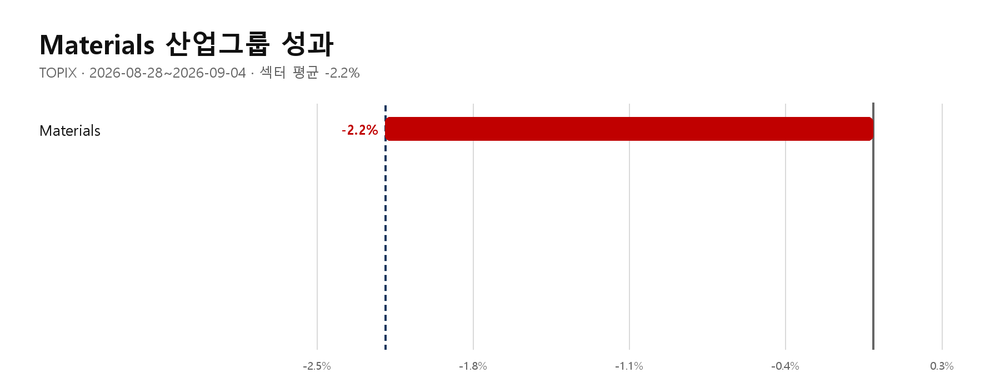 Materials 산업그룹 성과
TOPIX · 2026-08-28~2026-09-04 · 섹터 평균 -2.2%
Materials -2.2%
-2.5% -1.8% -1.1% -0.4% 0.3%